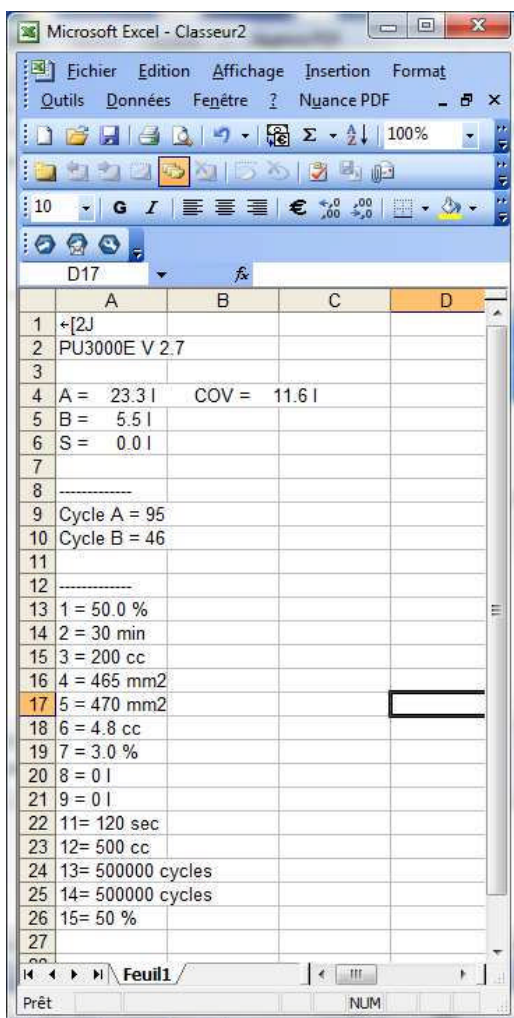 Microsoft Excel - Classeur2
Fichier Edition Affichage Insertion Format
Outils Données Fenêtre ? Nuance PDF
100%
10 G I €
D17 fx
A B C D
1 ←[2J
2 PU3000E V 2.7
3
4 A = 23.3 l COV = 11.6 l
5 B = 5.5 l
6 S = 0.0 l
7
8 -------------
9 Cycle A = 95
10 Cycle B = 46
11
12 -------------
13 1 = 50.0 %
14 2 = 30 min
15 3 = 200 cc
16 4 = 465 mm2
17 5 = 470 mm2
18 6 = 4.8 cc
19 7 = 3.0 %
20 8 = 0 l
21 9 = 0 l
22 11= 120 sec
23 12= 500 cc
24 13= 500000 cycles
25 14= 500000 cycles
26 15= 50 %
27
Feuil1
Prêt NUM